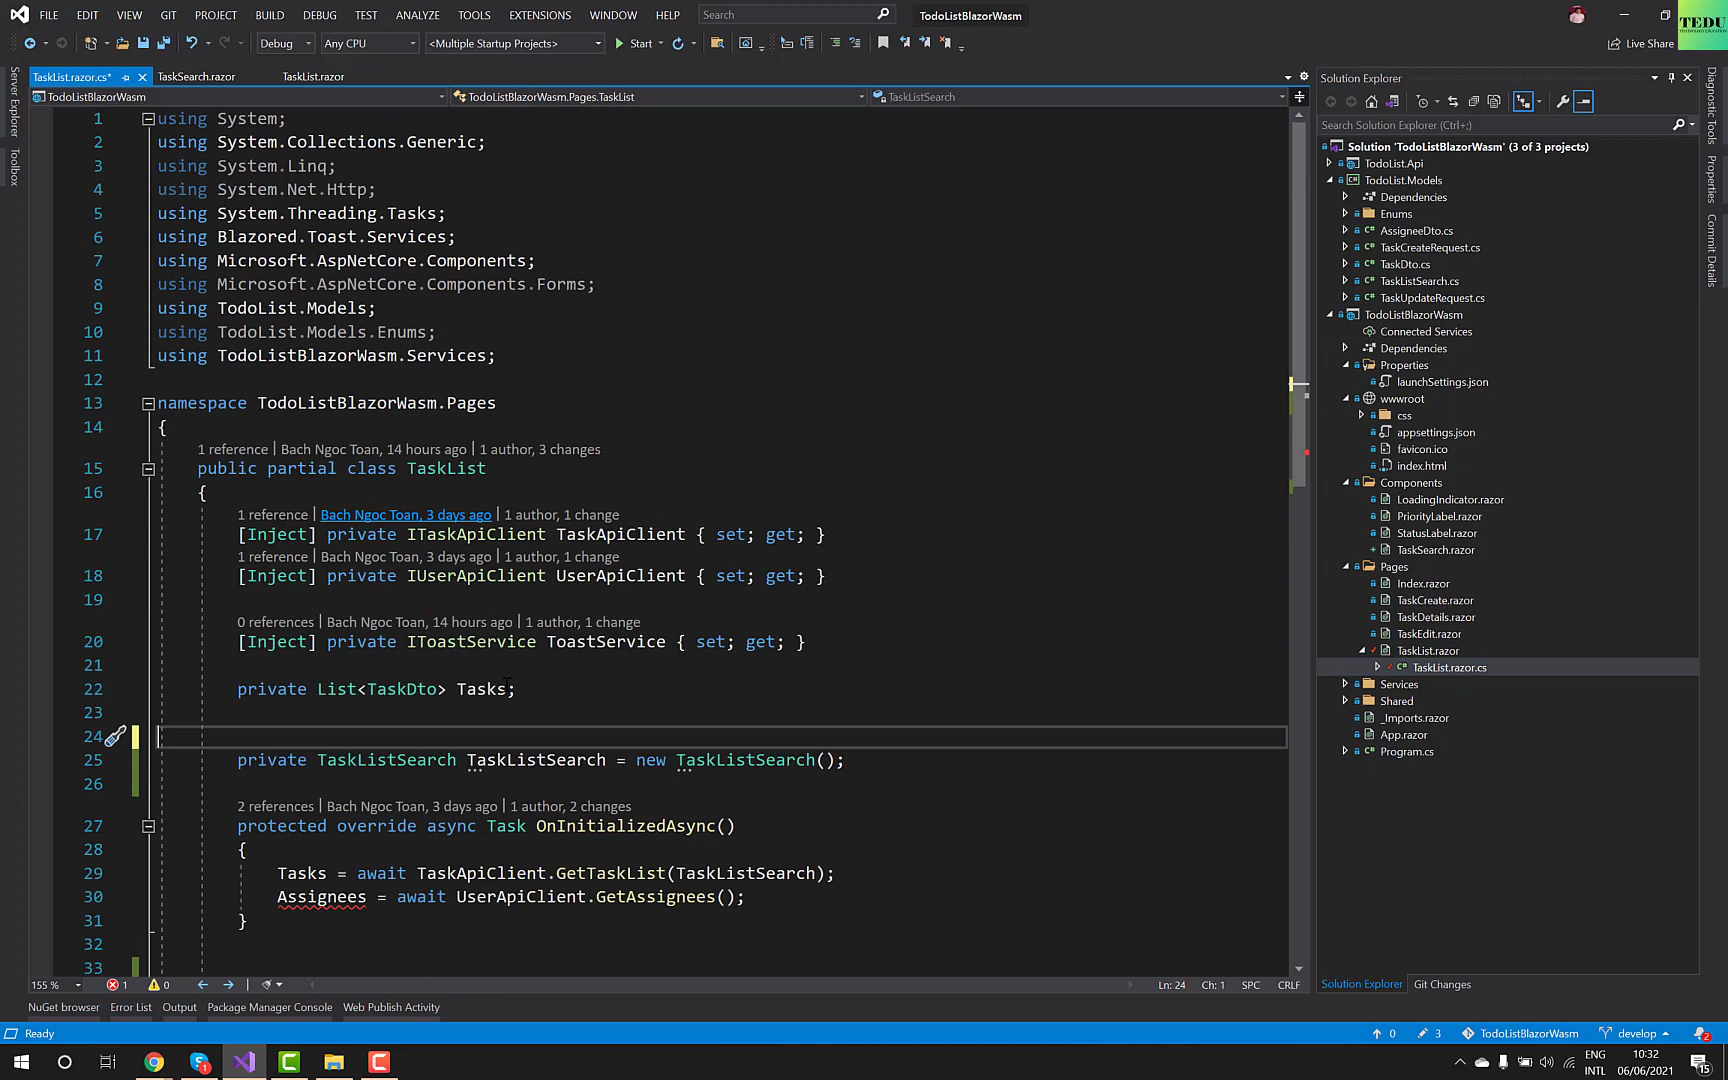 FILE EDIT VIEW GIT PROJECT BUILD DEBUG TEST ANALYZE TOOLS EXTENSIONS WINDOW HELP Search TodoListBlazorWasm
TEDU
Debug Any CPU <Multiple Startup Projects> Start Live Share
TaskList.razor.cs* TaskSearch.razor TaskList.razor
TodoListBlazorWasm TodoListBlazorWasm.Pages.TaskList TaskListSearch
Server Explorer
Toolbox
1 using System;
2 using System.Collections.Generic;
3 using System.Linq;
4 using System.Net.Http;
5 using System.Threading.Tasks;
6 using Blazored.Toast.Services;
7 using Microsoft.AspNetCore.Components;
8 using Microsoft.AspNetCore.Components.Forms;
9 using TodoList.Models;
10 using TodoList.Models.Enums;
11 using TodoListBlazorWasm.Services;
12
13 namespace TodoListBlazorWasm.Pages
14 {
1 reference | Bach Ngoc Toan, 14 hours ago | 1 author, 3 changes
15 public partial class TaskList
16 {
1 reference | Bach Ngoc Toan, 3 days ago | 1 author, 1 change
17 [Inject] private ITaskApiClient TaskApiClient { set; get; }
1 reference | Bach Ngoc Toan, 3 days ago | 1 author, 1 change
18 [Inject] private IUserApiClient UserApiClient { set; get; }
19
0 references | Bach Ngoc Toan, 14 hours ago | 1 author, 1 change
20 [Inject] private IToastService ToastService { set; get; }
21
22 private List<TaskDto> Tasks;
23
24
25 private TaskListSearch TaskListSearch = new TaskListSearch();
26
2 references | Bach Ngoc Toan, 3 days ago | 1 author, 2 changes
27 protected override async Task OnInitializedAsync()
28 {
29 Tasks = await TaskApiClient.GetTaskList(TaskListSearch);
30 Assignees = await UserApiClient.GetAssignees();
31 }
32
33
155 % 1 0 Ln: 24 Ch: 1 SPC CRLF
NuGet browser Error List Output Package Manager Console Web Publish Activity
Solution Explorer
Search Solution Explorer (Ctrl+;)
Solution 'TodoListBlazorWasm' (3 of 3 projects)
TodoList.Api
TodoList.Models
Dependencies
Enums
AssigneeDto.cs
TaskCreateRequest.cs
TaskDto.cs
TaskListSearch.cs
TaskUpdateRequest.cs
TodoListBlazorWasm
Connected Services
Dependencies
Properties
launchSettings.json
wwwroot
css
appsettings.json
favicon.ico
index.html
Components
LoadingIndicator.razor
PriorityLabel.razor
StatusLabel.razor
TaskSearch.razor
Pages
Index.razor
TaskCreate.razor
TaskDetails.razor
TaskEdit.razor
TaskList.razor
TaskList.razor.cs
Services
Shared
_Imports.razor
App.razor
Program.cs
Solution Explorer Git Changes
Diagnostic Tools
Properties
Commit Details
Ready 0 3 TodoListBlazorWasm develop 2
1 ENG INTL 10:32 06/06/2021 15